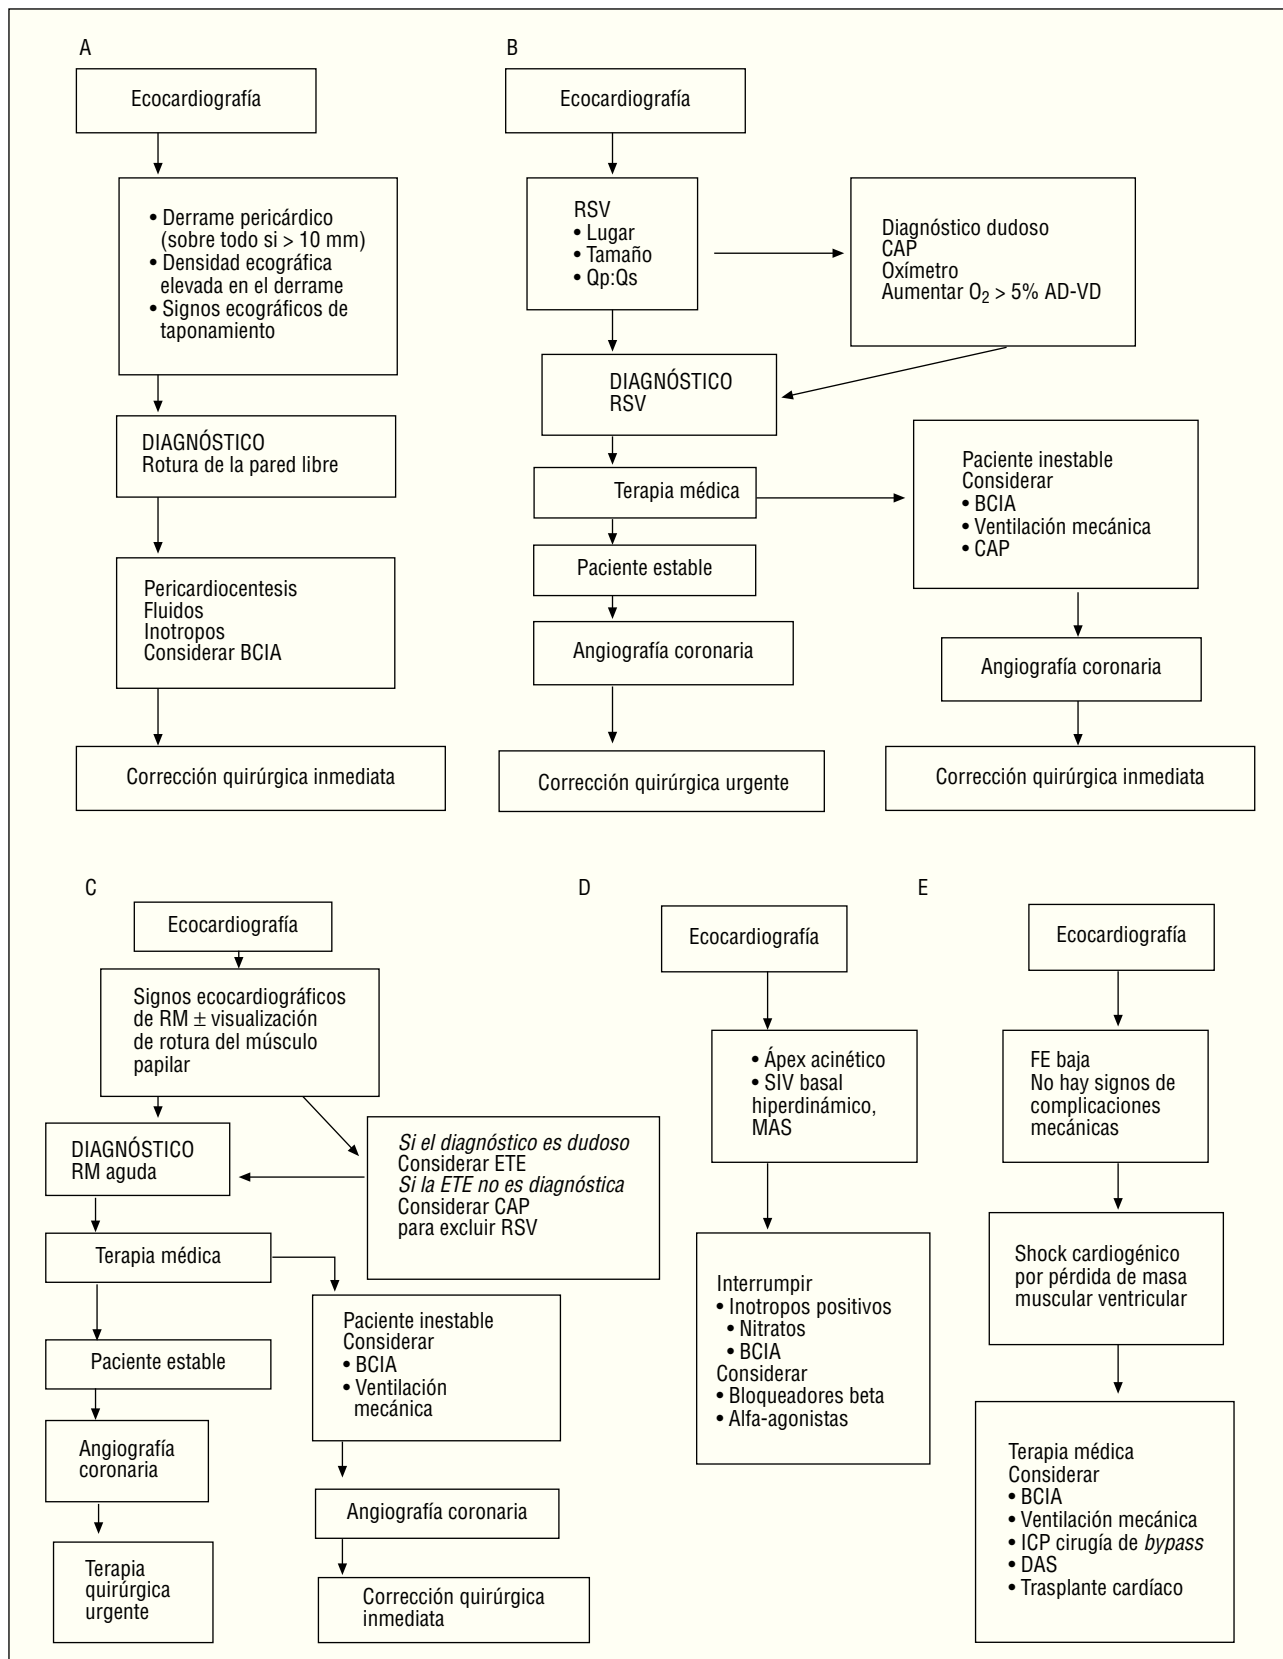 A
Ecocardiografía
• Derrame pericárdico
(sobre todo si > 10 mm)
• Densidad ecográfica
elevada en el derrame
• Signos ecográficos de
taponamiento
DIAGNÓSTICO
Rotura de la pared libre
Pericardiocentesis
Fluidos
Inotropos
Considerar BCIA
Corrección quirúrgica inmediata
B
Ecocardiografía
RSV
• Lugar
• Tamaño
• Qp:Qs
Diagnóstico dudoso
CAP
Oxímetro
Aumentar O₂ > 5% AD-VD
DIAGNÓSTICO
RSV
Terapia médica
Paciente inestable
Considerar
• BCIA
• Ventilación mecánica
• CAP
Paciente estable
Angiografía coronaria
Corrección quirúrgica urgente
Angiografía coronaria
Corrección quirúrgica inmediata
C
Ecocardiografía
Signos ecocardiográficos
de RM ± visualización
de rotura del músculo
papilar
DIAGNÓSTICO
RM aguda
Si el diagnóstico es dudoso
Considerar ETE
Si la ETE no es diagnóstica
Considerar CAP
para excluir RSV
Terapia médica
Paciente inestable
Considerar
• BCIA
• Ventilación
mecánica
Paciente estable
Angiografía
coronaria
Terapia
quirúrgica
urgente
Angiografía coronaria
Corrección quirúrgica
inmediata
D
Ecocardiografía
• Ápex acinético
• SIV basal
hiperdinámico,
MAS
Interrumpir
• Inotropos positivos
• Nitratos
• BCIA
Considerar
• Bloqueadores beta
• Alfa-agonistas
E
Ecocardiografía
FE baja
No hay signos de
complicaciones
mecánicas
Shock cardiogénico
por pérdida de masa
muscular ventricular
Terapia médica
Considerar
• BCIA
• Ventilación mecánica
• ICP cirugía de bypass
• DAS
• Trasplante cardíaco